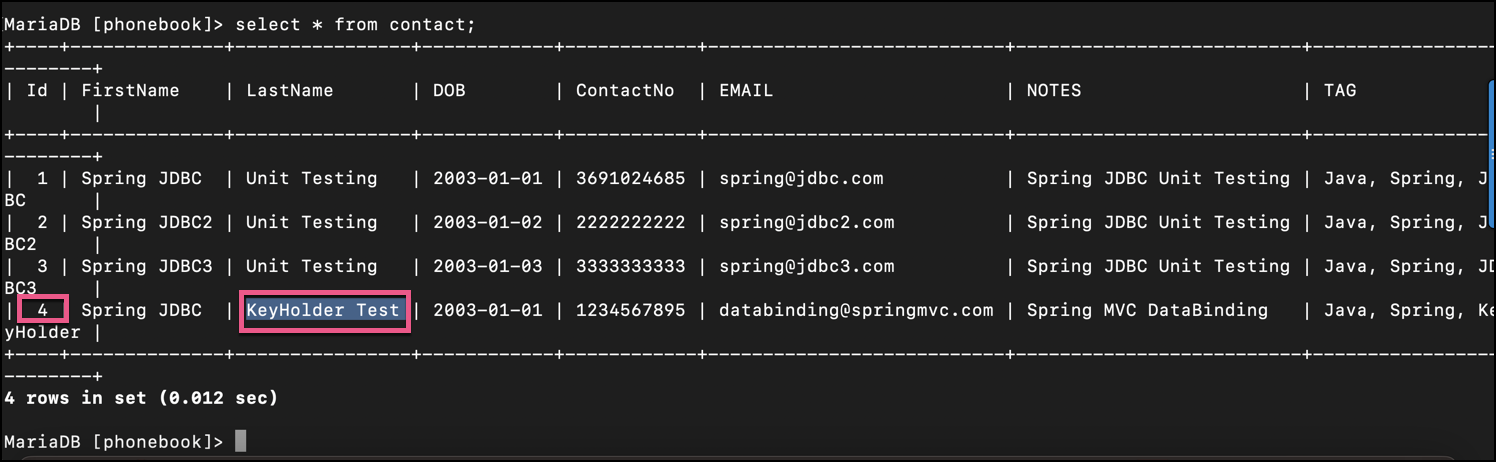 MariaDB [phonebook]> select * from contact;
+----+--------------+----------------+------------+------------+---------------------------+--------------------------+-----------------
--------+
| Id | FirstName    | LastName       | DOB        | ContactNo  | EMAIL                     | NOTES                    | TAG
        |
+----+--------------+----------------+------------+------------+---------------------------+--------------------------+-----------------
--------+
|  1 | Spring JDBC  | Unit Testing   | 2003-01-01 | 3691024685 | spring@jdbc.com           | Spring JDBC Unit Testing | Java, Spring, J
BC      |
|  2 | Spring JDBC2 | Unit Testing   | 2003-01-02 | 2222222222 | spring@jdbc2.com          | Spring JDBC Unit Testing | Java, Spring, J
BC2     |
|  3 | Spring JDBC3 | Unit Testing   | 2003-01-03 | 3333333333 | spring@jdbc3.com          | Spring JDBC Unit Testing | Java, Spring, JD
BC3     |
|  4 | Spring JDBC  | KeyHolder Test | 2003-01-01 | 1234567895 | databinding@springmvc.com | Spring MVC DataBinding   | Java, Spring, Ke
yHolder |
+----+--------------+----------------+------------+------------+---------------------------+--------------------------+-----------------
--------+
4 rows in set (0.012 sec)
MariaDB [phonebook]>